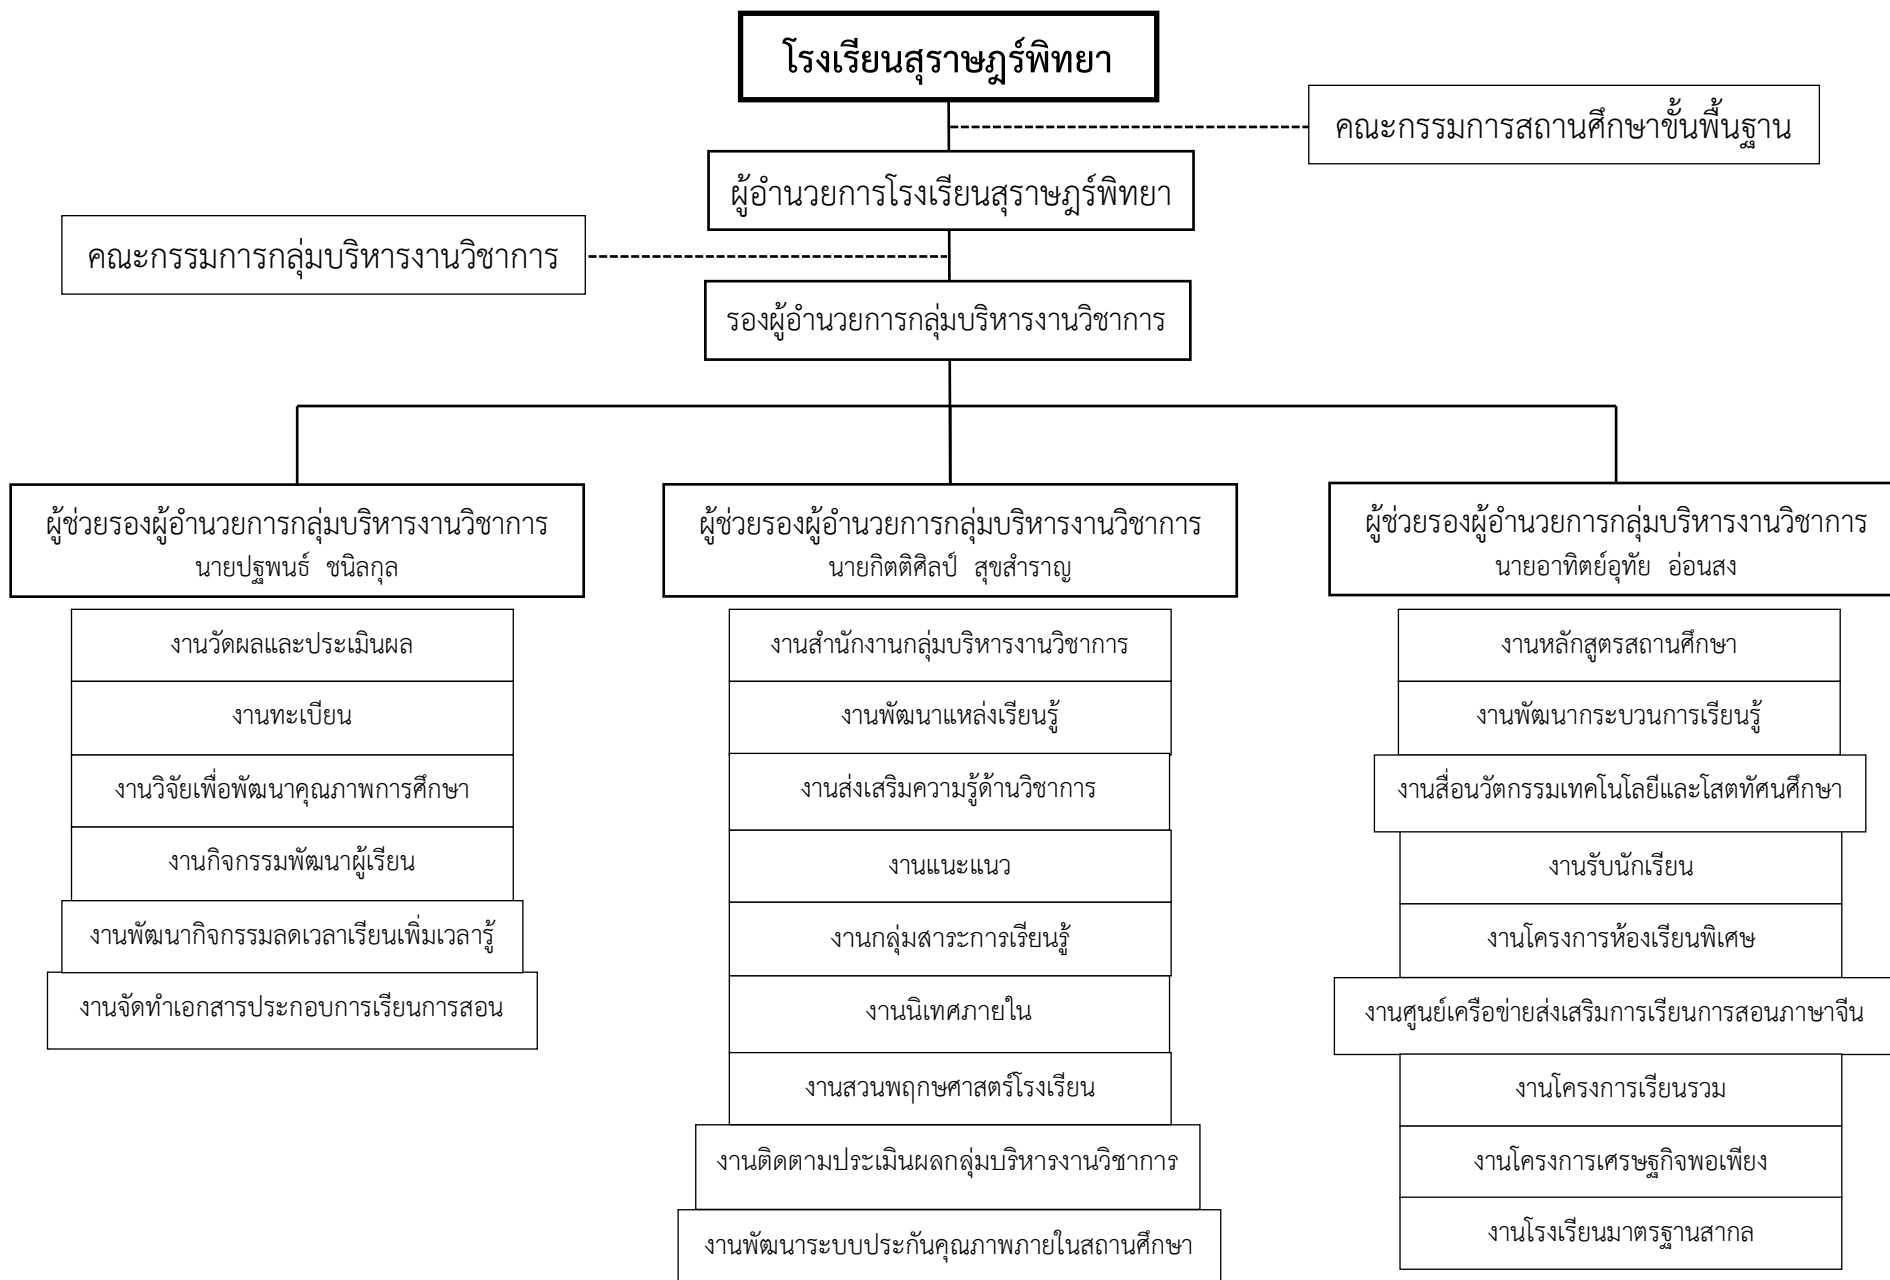 โรงเรียนสุราษฎร์พิทยา
คณะกรรมการสถานศึกษาขั้นพื้นฐาน
ผู้อำนวยการโรงเรียนสุราษฎร์พิทยา
คณะกรรมการกลุ่มบริหารงานวิชาการ
รองผู้อำนวยการกลุ่มบริหารงานวิชาการ
ผู้ช่วยรองผู้อำนวยการกลุ่มบริหารงานวิชาการ
นายปฐพนธ์ ชนิลกุล
งานวัดผลและประเมินผล
งานทะเบียน
งานวิจัยเพื่อพัฒนาคุณภาพการศึกษา
งานกิจกรรมพัฒนาผู้เรียน
งานพัฒนากิจกรรมลดเวลาเรียนเพิ่มเวลารู้
งานจัดทำเอกสารประกอบการเรียนการสอน
ผู้ช่วยรองผู้อำนวยการกลุ่มบริหารงานวิชาการ
นายกิตติศิลป์ สุขสำราญ
งานสำนักงานกลุ่มบริหารงานวิชาการ
งานพัฒนาแหล่งเรียนรู้
งานส่งเสริมความรู้ด้านวิชาการ
งานแนะแนว
งานกลุ่มสาระการเรียนรู้
งานนิเทศภายใน
งานสวนพฤกษศาสตร์โรงเรียน
งานติดตามประเมินผลกลุ่มบริหารงานวิชาการ
งานพัฒนาระบบประกันคุณภาพภายในสถานศึกษา
ผู้ช่วยรองผู้อำนวยการกลุ่มบริหารงานวิชาการ
นายอาทิตย์อุทัย อ่อนสง
งานหลักสูตรสถานศึกษา
งานพัฒนากระบวนการเรียนรู้
งานสื่อนวัตกรรมเทคโนโลยีและโสตทัศนศึกษา
งานรับนักเรียน
งานโครงการห้องเรียนพิเศษ
งานศูนย์เครือข่ายส่งเสริมการเรียนการสอนภาษาจีน
งานโครงการเรียนรวม
งานโครงการเศรษฐกิจพอเพียง
งานโรงเรียนมาตรฐานสากล